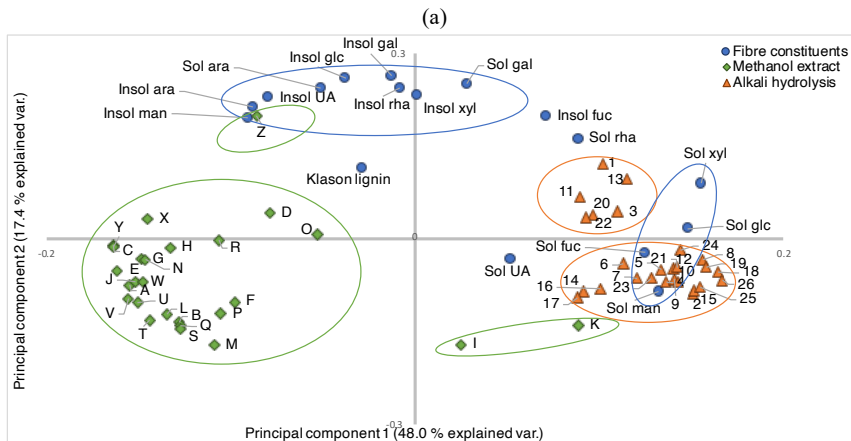 (a)
Insol gal
0.3
Fibre constituents
Methanol extract
Alkali hydrolysis
Insol glc
Sol ara
Sol gal
Insol ara
Insol UA
Insol rha
Insol xyl
Insol man
Z
Insol fuc
Sol rha
Sol xyl
Klason lignin
1
13
11
20
3
22
X
D
O
Y
C
H
R
G
N
E
J
W
A
V
U
L
B
F
Q
P
T
S
M
-0.2
0
0.2
Sol glc
Sol fuc
24
Sol UA
6
5
21
12
8
7
10
19
16
14
23
4
18
17
Sol man
9
2
15
26
25
I
K
-0.3
Principal component 2 (17.4 % explained var.)
Principal component 1 (48.0 % explained var.)